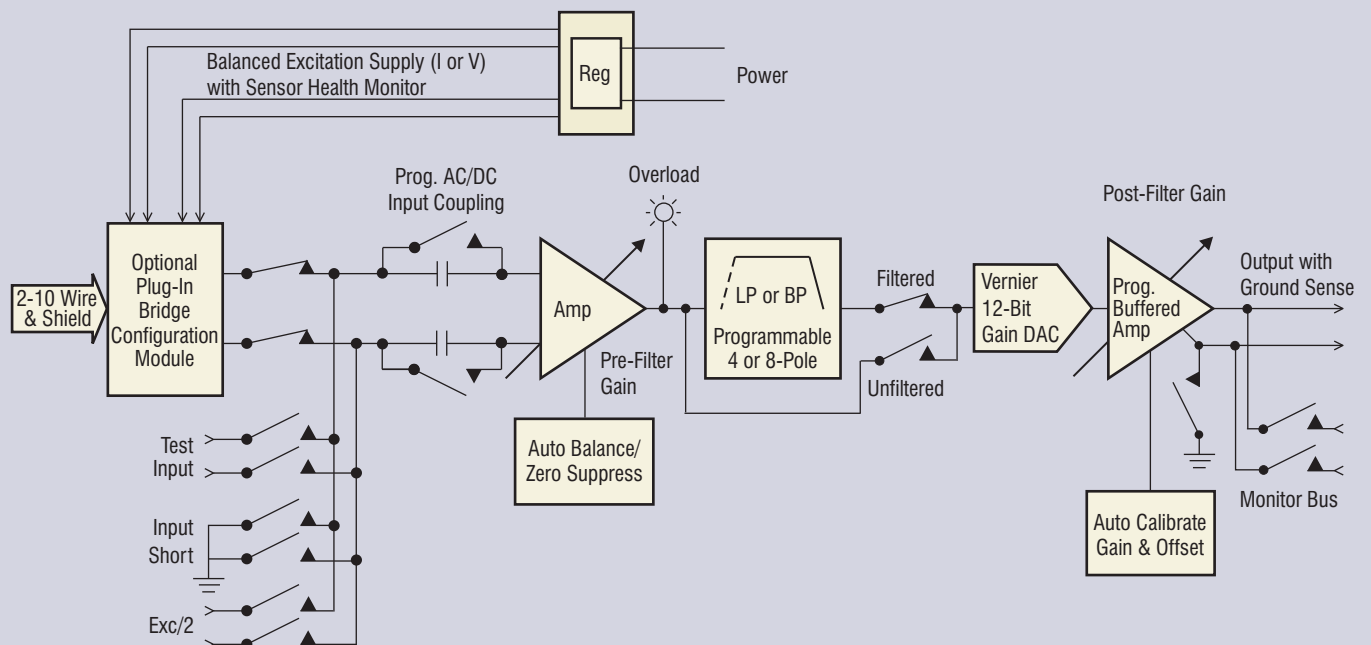 Balanced Excitation Supply (I or V)
with Sensor Health Monitor
Reg
Power
Prog. AC/DC
Input Coupling
Overload
Post-Filter Gain
Optional
Plug-In
Bridge
Configuration
Module
2-10 Wire
& Shield
Amp
Pre-Filter
Gain
LP or BP
Programmable
4 or 8-Pole
Filtered
Unfiltered
Vernier
12-Bit
Gain DAC
Prog.
Buffered
Amp
Output with
Ground Sense
Test
Input
Auto Balance/
Zero Suppress
Input
Short
Monitor Bus
Auto Calibrate
Gain & Offset
Exc/2